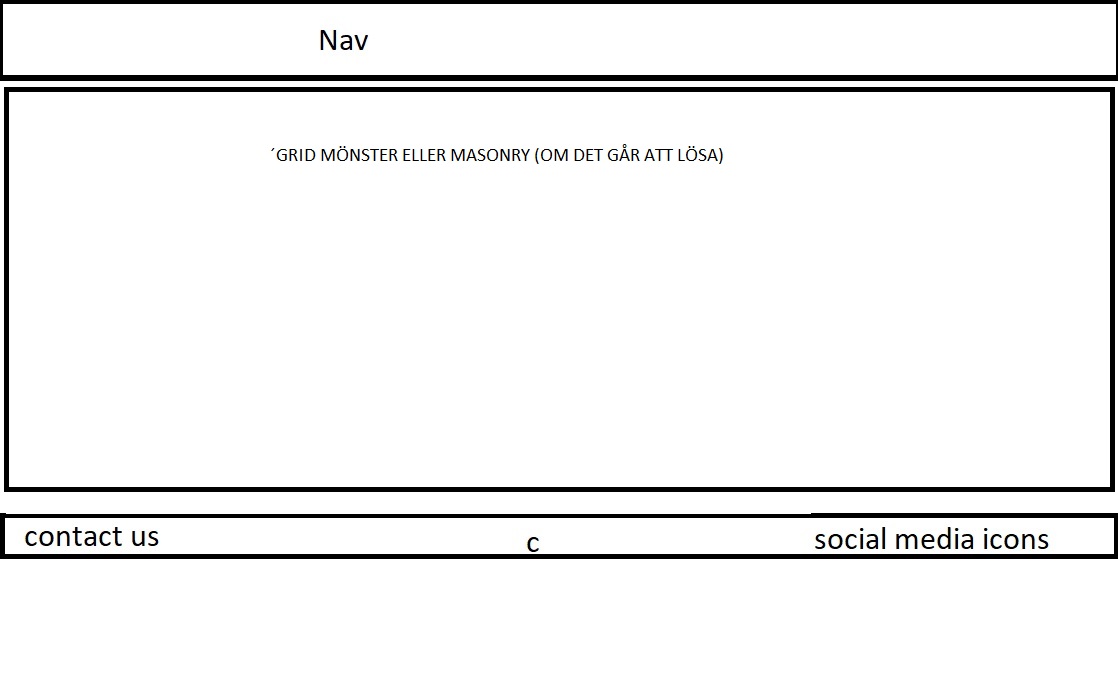 Nav
´GRID MÖNSTER ELLER MASONRY (OM DET GÅR ATT LÖSA)
contact us
c
social media icons